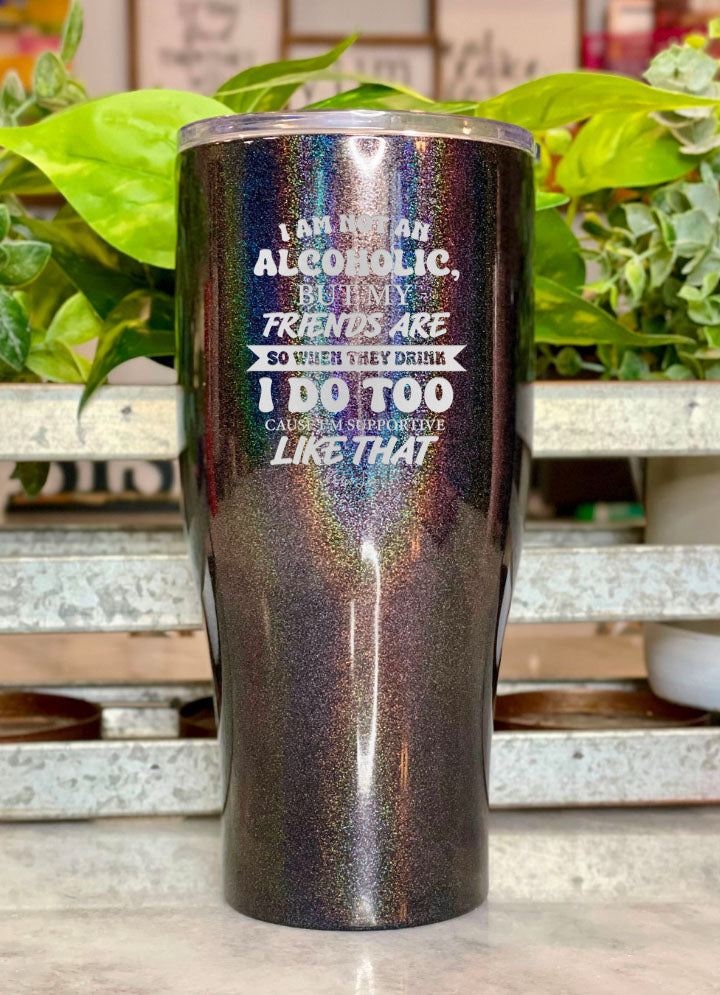 I AM NOT AN
ALCOHOLIC,
BUT MY
FRIENDS ARE
SO WHEN THEY DRINK
I DO TOO
CAUSE I'M SUPPORTIVE
LIKE THAT